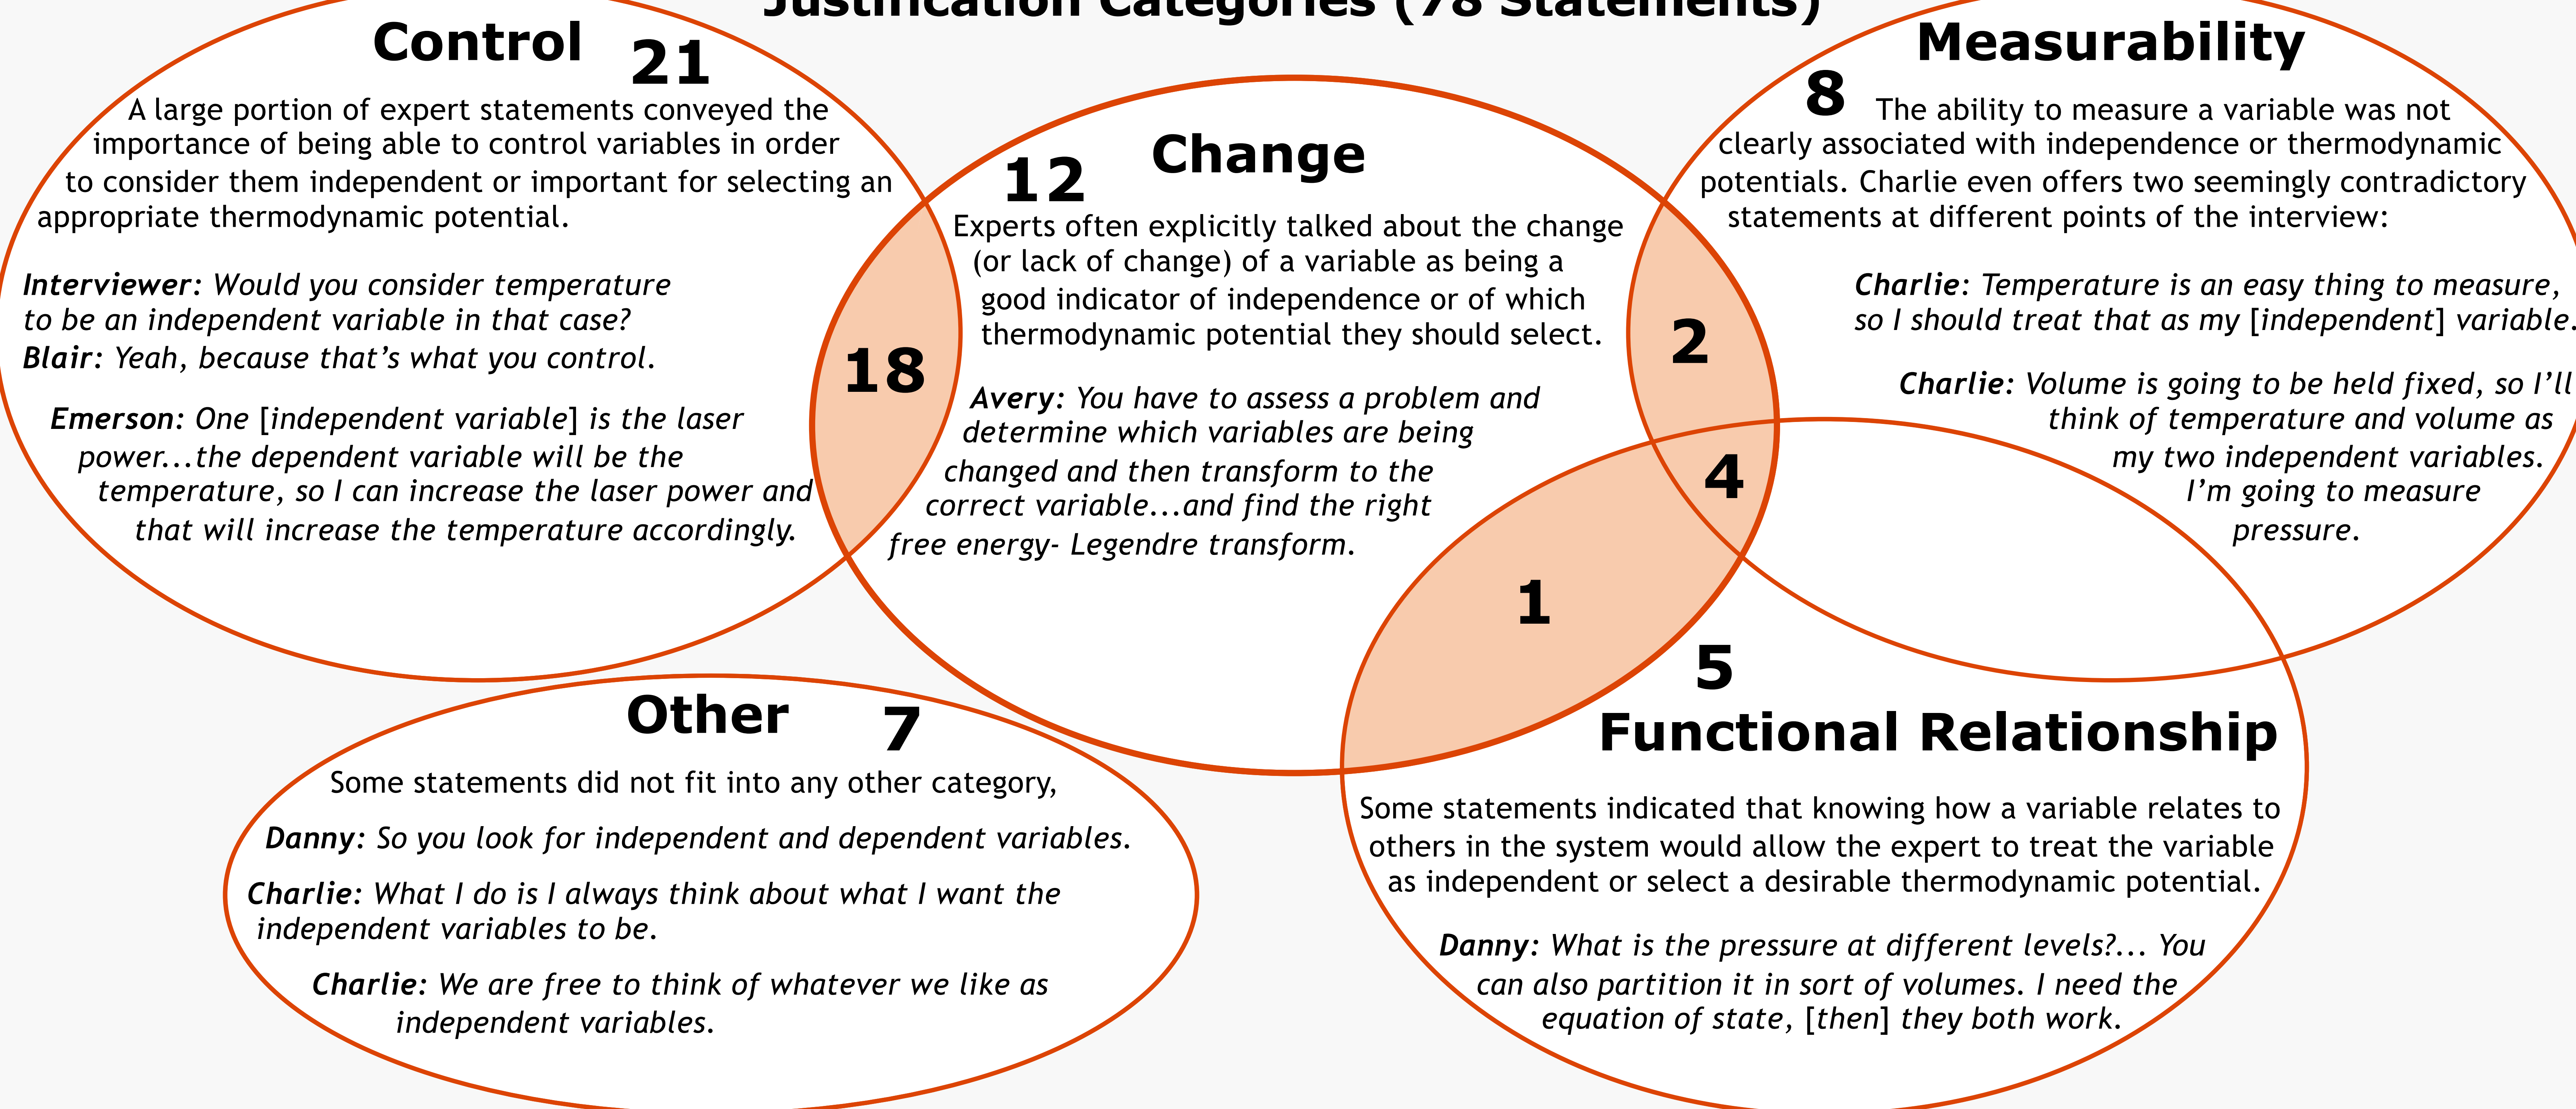 Justification Categories (78 Statements)
Control
21
A large portion of expert statements conveyed the
importance of being able to control variables in order
to consider them independent or important for selecting an
appropriate thermodynamic potential.
Interviewer: Would you consider temperature
to be an independent variable in that case?
Blair: Yeah, because that’s what you control.
Emerson: One [independent variable] is the laser
power...the dependent variable will be the
temperature, so I can increase the laser power and
that will increase the temperature accordingly.
18
12
Change
Experts often explicitly talked about the change
(or lack of change) of a variable as being a
good indicator of independence or of which
thermodynamic potential they should select.
Avery: You have to assess a problem and
determine which variables are being
changed and then transform to the
correct variable...and find the right
free energy- Legendre transform.
2
4
1
Measurability
8
The ability to measure a variable was not
clearly associated with independence or thermodynamic
potentials. Charlie even offers two seemingly contradictory
statements at different points of the interview:
Charlie: Temperature is an easy thing to measure,
so I should treat that as my [independent] variable.
Charlie: Volume is going to be held fixed, so I’ll
think of temperature and volume as
my two independent variables.
I’m going to measure
pressure.
Other
7
Some statements did not fit into any other category,
Danny: So you look for independent and dependent variables.
Charlie: What I do is I always think about what I want the
independent variables to be.
Charlie: We are free to think of whatever we like as
independent variables.
5
Functional Relationship
Some statements indicated that knowing how a variable relates to
others in the system would allow the expert to treat the variable
as independent or select a desirable thermodynamic potential.
Danny: What is the pressure at different levels?... You
can also partition it in sort of volumes. I need the
equation of state, [then] they both work.